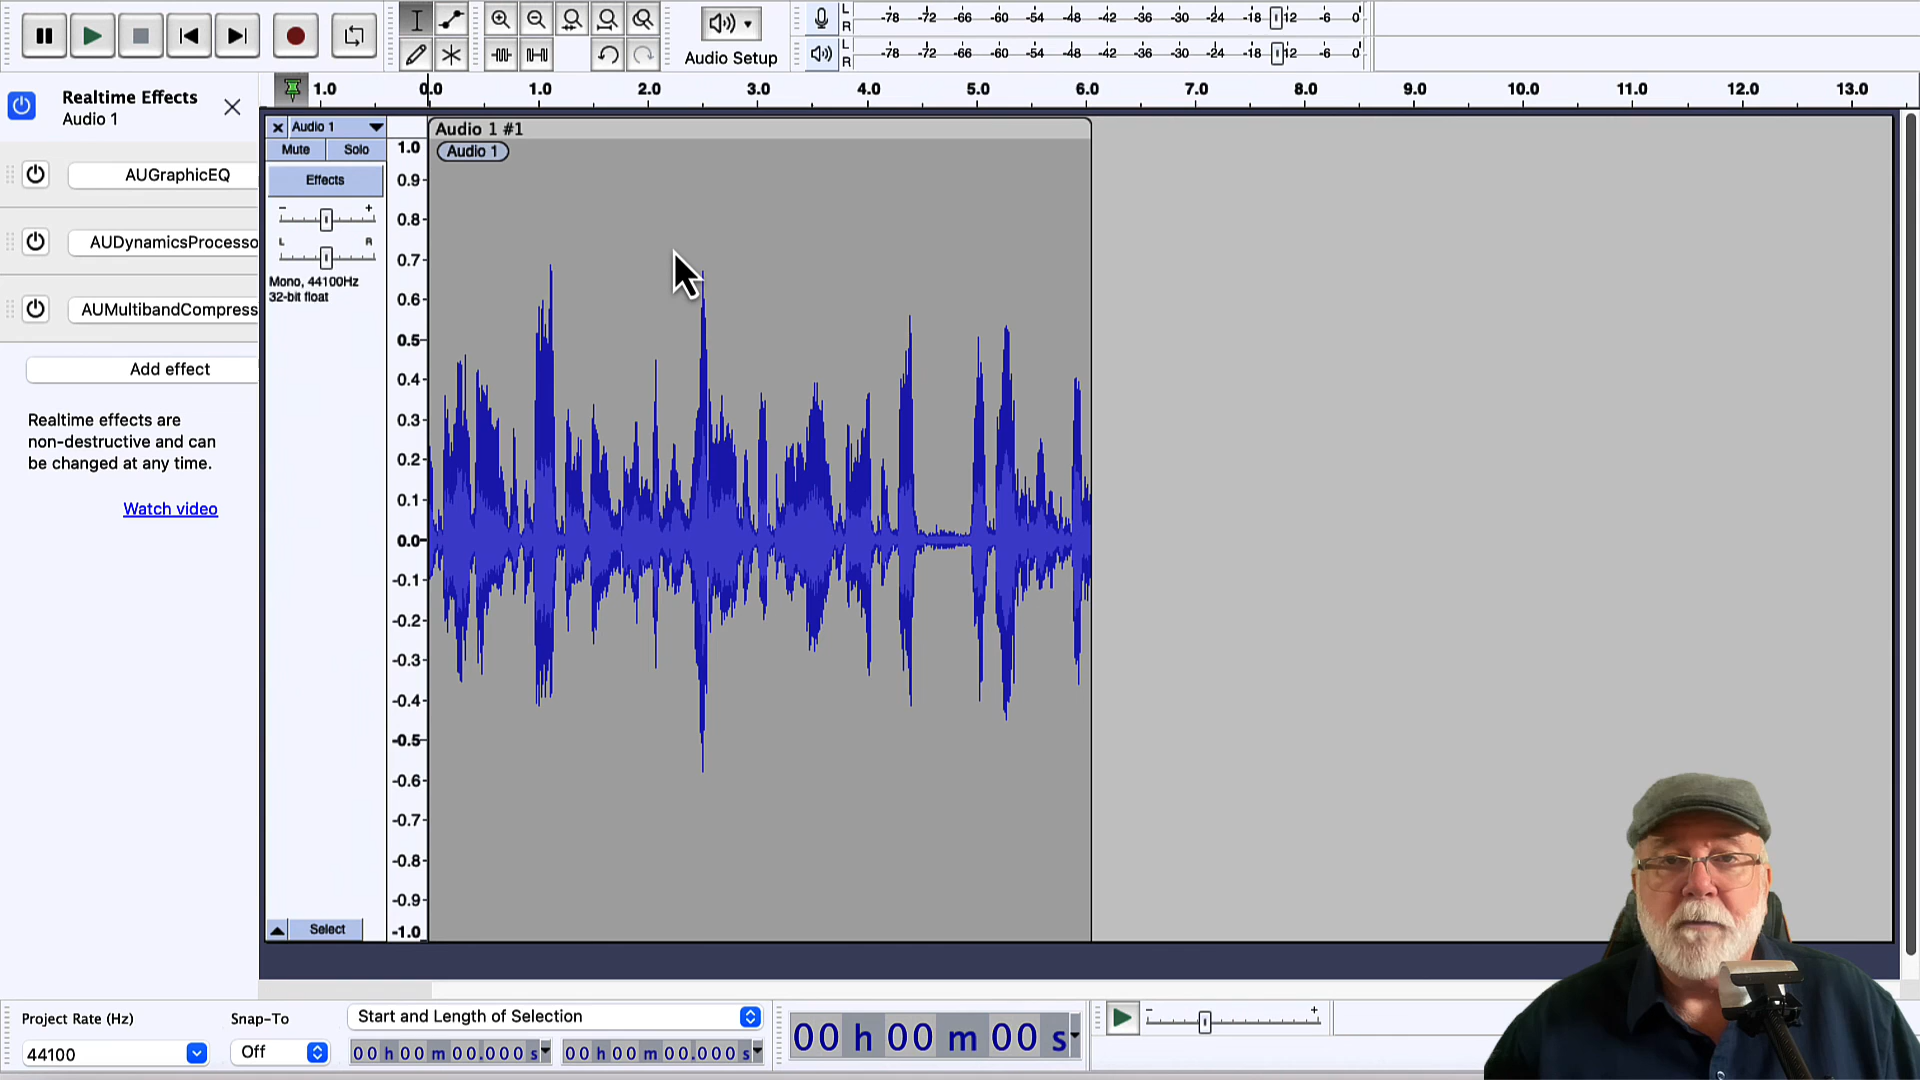 Audio Setup
L
R
-78 -72 -66 -60 -54 -48 -42 -36 -30 -24 -18 12 -6 0
L
R
-78 -72 -66 -60 -54 -48 -42 -36 -30 -24 -18 12 -6 0
1.0 0.0 1.0 2.0 3.0 4.0 5.0 6.0 7.0 8.0 9.0 10.0 11.0 12.0 13.0
Realtime Effects
Audio 1
AUGraphicEQ
AUDynamicsProcesso
AUMultibandCompress
Add effect
Realtime effects are
non-destructive and can
be changed at any time.
Watch video
Audio 1
Mute Solo
Effects
- +
L R
Mono, 44100Hz
32-bit float
Select
Audio 1 #1
Audio 1
1.0
0.9
0.8
0.7
0.6
0.5
0.4
0.3
0.2
0.1
0.0
-0.1
-0.2
-0.3
-0.4
-0.5
-0.6
-0.7
-0.8
-0.9
-1.0
Project Rate (Hz)
44100
Snap-To
Off
Start and Length of Selection
00 h 00 m 00.000 s
00 h 00 m 00.000 s
00 h 00 m 00 s
- +